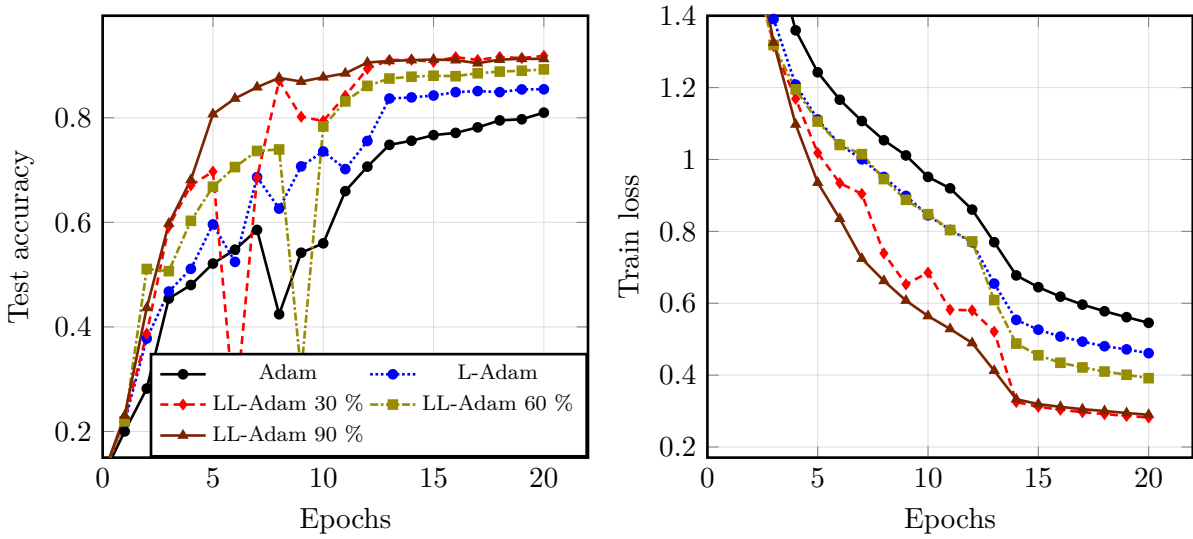 Test accuracy
0.8
0.6
0.4
0.2
0
5
10
15
20
Epochs
Adam
L-Adam
LL-Adam 30 %
LL-Adam 60 %
LL-Adam 90 %
Train loss
1.4
1.2
1
0.8
0.6
0.4
0.2
0
5
10
15
20
Epochs